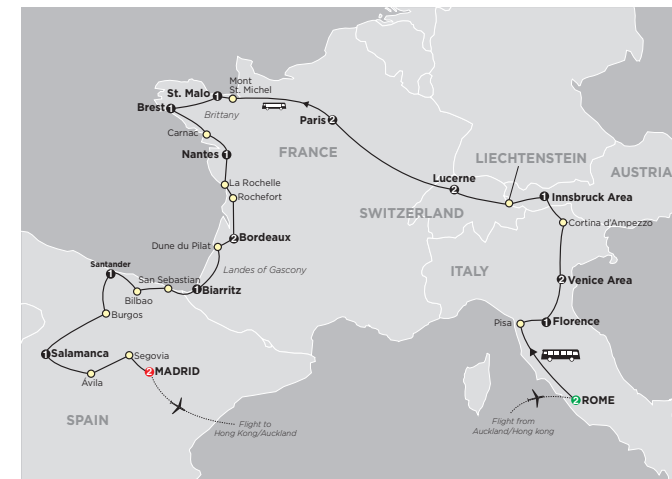 Mont
St. Michel
St. Malo 1
Brest 1
Brittany
Paris 2
Carnac
FRANCE
Nantes 1
LIECHTENSTEIN
AUSTRIA
Lucerne
2
La Rochelle
1 Innsbruck Area
Rochefort
SWITZERLAND
Cortina d'Ampezzo
2 Bordeaux
Dune du Pilat
Landes of Gascony
ITALY
Santander
1
San Sebastian
2 Venice Area
Bilbao
1 Biarritz
Burgos
Pisa
1 Florence
1 Salamanca
Segovia
Ávila
2 MADRID
2 ROME
SPAIN
Flight to
Hong Kong/Auckland
Flight from
Auckland/Hong kong